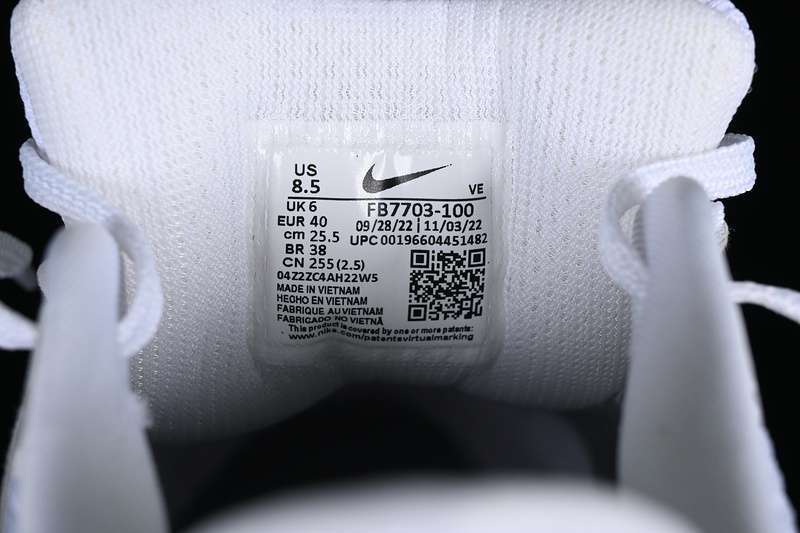 US
8.5
VE
UK 6
FB7703-100
EUR 40
09/28/22 | 11/03/22
cm 25.5
UPC 00196604451482
BR 38
CN 255 (2.5)
04Z2ZC4AH22W5
MADE IN VIETNAM
HECHO EN VIETNAM
FABRIQUE AU VIETNAM
FABRICADO NO VIETNÃ
This product is covered by one or more patents:
www.nike.com/patentsvirtualmarking